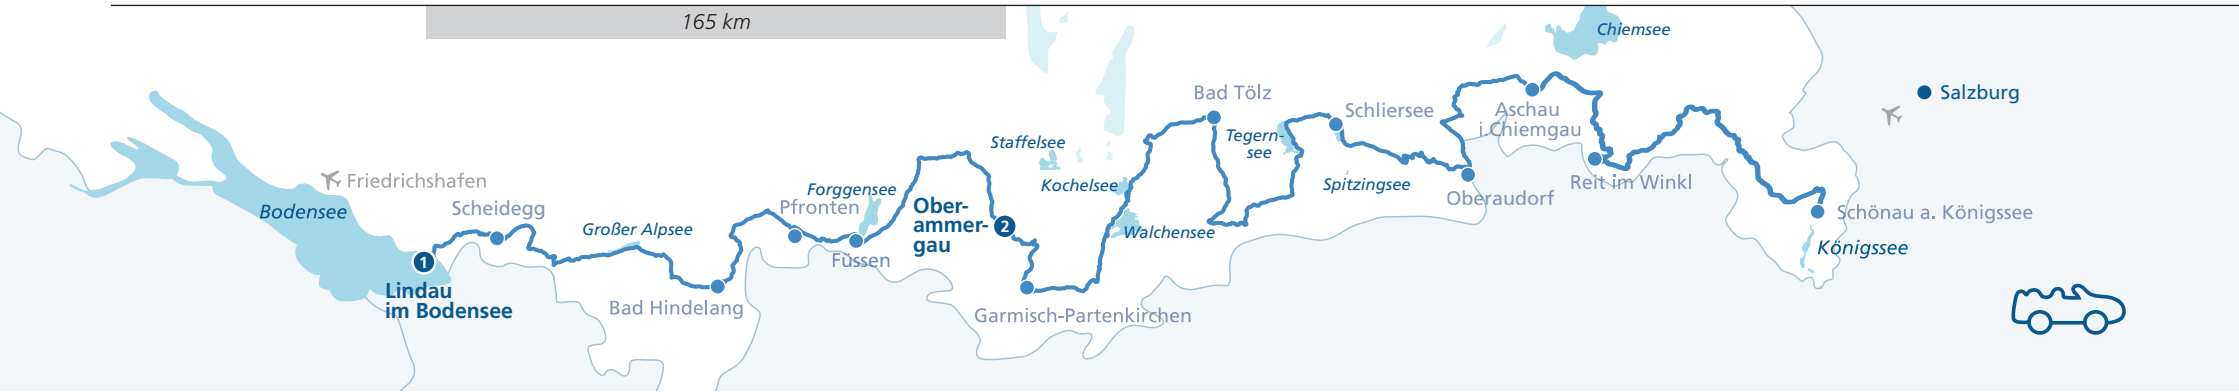 165 km
Chiemsee
Bad Tölz
Salzburg
Schliersee
Aschau
i.Chiemgau
Staffelsee
Tegern-
see
Friedrichshafen
Forggensee
Kochelsee
Spitzingsee
Reit im Winkl
Bodensee
Scheidegg
Pfronten
Ober-
ammer-
gau
2
Oberaudorf
Schönau a. Königssee
Großer Alpsee
Walchensee
Königssee
1
Füssen
Lindau
im Bodensee
Bad Hindelang
Garmisch-Partenkirchen